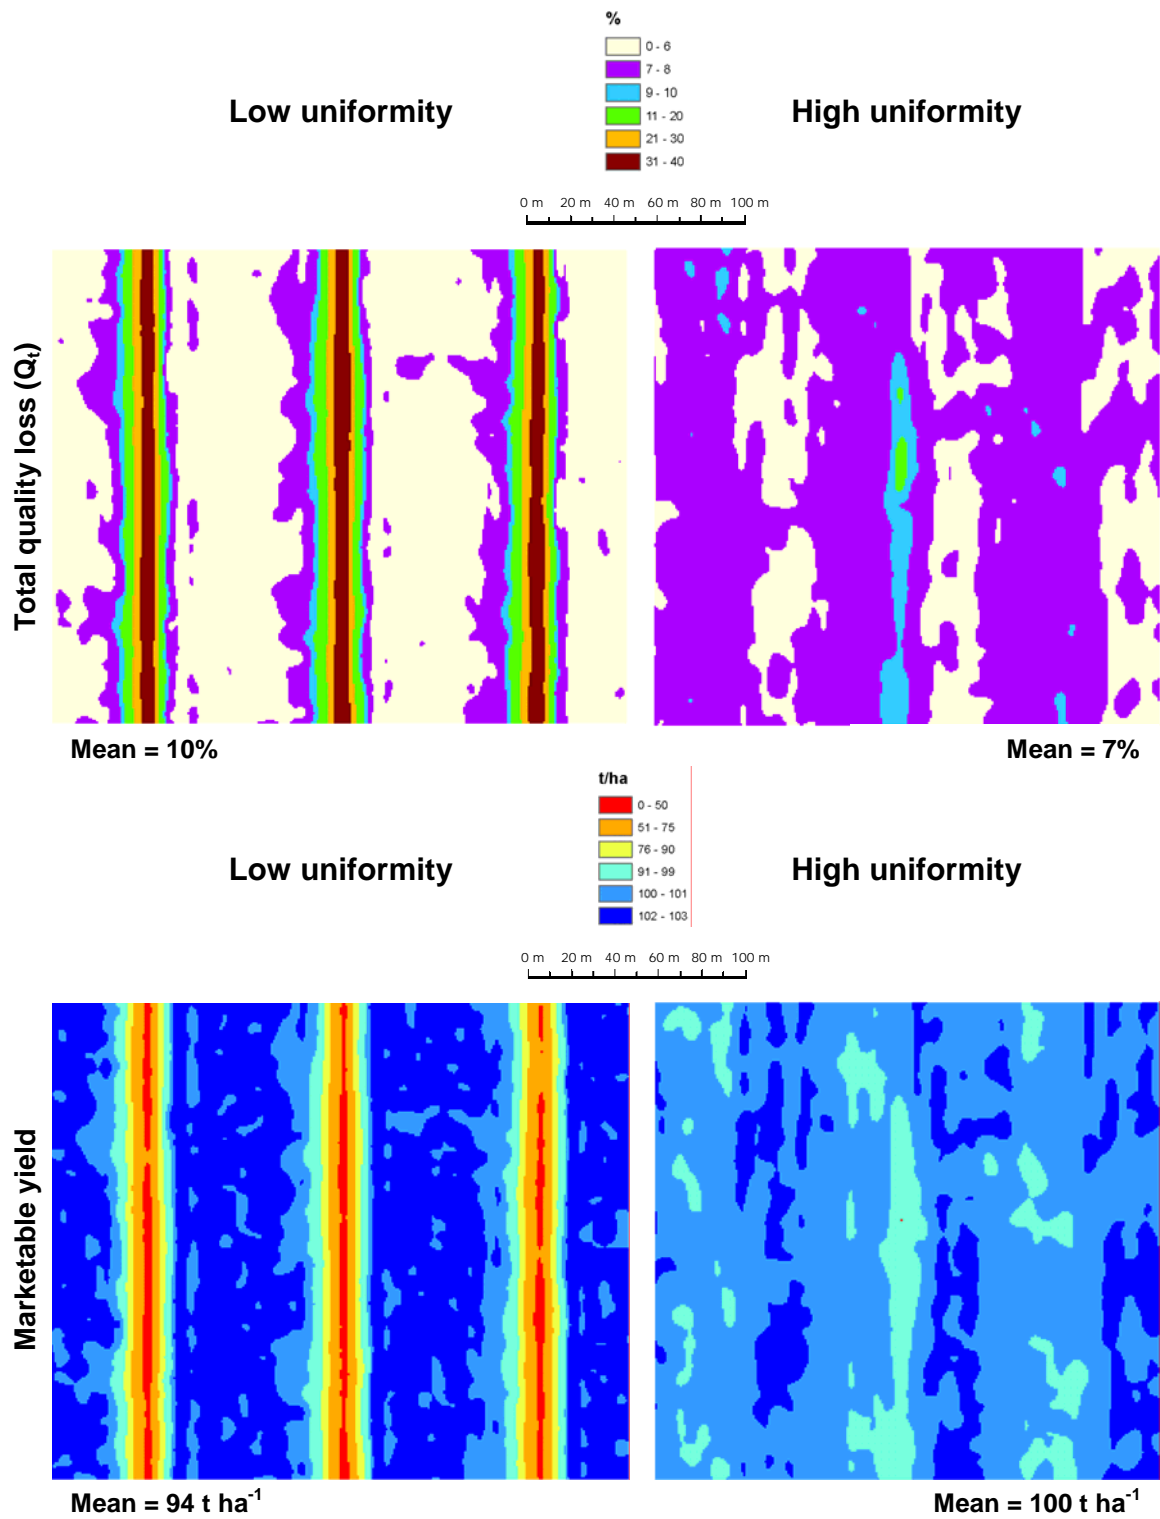 %
0 - 6
7 - 8
9 - 10
11 - 20
21 - 30
31 - 40
Low uniformity
High uniformity
0 m 20 m 40 m 60 m 80 m 100 m
Total quality loss (Qₜ)
Mean = 10%
Mean = 7%
t/ha
0 - 50
51 - 75
76 - 90
91 - 99
100 - 101
102 - 103
Low uniformity
High uniformity
0 m 20 m 40 m 60 m 80 m 100 m
Marketable yield
Mean = 94 t ha⁻¹
Mean = 100 t ha⁻¹